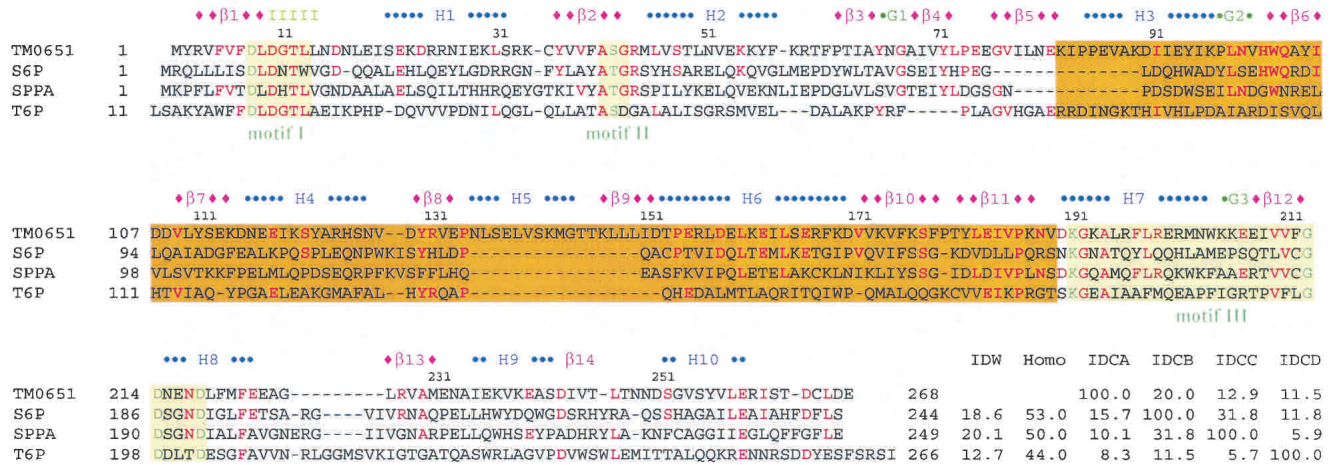 ♦♦β1♦♦IIIII ••••• H1 ••••• ♦♦β2♦♦ ••••• H2 ••••• ♦♦β3♦•G1•♦β4♦♦ ♦♦β5♦♦ ••••• H3 ••••• •G2• ♦♦β6♦
11 31 51 71 91
TM0651 1 MYRVFVFDLDGTLLNDNLEISEKDRRNIEKLSRK-CYVVFASGRMLVSTLNVEKKYF-KRTFPTIAYNGAIVYLPEEGVILNEKIPPEVAKDIIEYIKPLNVHWQAYI
S6P 1 MRQLLLISDLDNTWVGD-QQALEHLQEYLGDRRGN-FYLAYATGRSYHSARELQKQVGLMEPDYWLTAVGSEIYHPEG----------LDQHWADYLSEHWQRDI
SPPA 1 MKPFLFVTDLDHTLVGNDAALAELSQILTHHRQEYGTKIVYATGRSPILYKELQVEKNLIEPDGLVLSVGTEIYLDGSGN---------PDSDWSEILNDGWNREL
T6P 11 LSAKYAWFFDLDGTLAEIKPHP-DQVVVPDNILQGL-QLLATASDGALALISGRSMVEL---DALAKPYRF----PLAGVHGAERRDINGKTHIVHLPDAIARDISVQL
motif I motif II
♦♦β7♦♦ ••••• H4 ••••• ♦♦β8♦♦ ••••• H5 •••• ♦♦β9♦♦ •••••• H6 ••••••• ♦♦β10♦♦ ♦♦β11♦♦ ••••• H7 ••••• •G3♦β12♦♦
111 131 151 171 191 211
TM0651 107 DDVLYSEKDNEEIKSYARHSNV--DYRVEPNLSELVSKMGTTKLLLIDTPERLDELKEILSERFKDVVKVFKSFPTYLEIVPKNVDKGKALRFLRERMNWKKEEIVVFG
S6P 94 LQAIADGFEALKPQSPLEQNPWKISYHLDP-----------------QACPTVIDQLTEMLKETGIPVQVIFSSG-KDVDLLPQRSNKGNATQYLQQHLAMEPSQTLVCG
SPPA 98 VLSVTKKFPELMLQPDSEQRPFKVSFFLHQ-----------------EASFKVIPQLETELAKCKLNIKLIYSSG-IDLDIVPLNSDKGQAMQFLRQKWKFAAERTVVCG
T6P 111 HTVIAQ-YPGAELEAKGMAFAL--HYRQAP-----------------QHEDALMTLAQRITQIWP-QMALQQGKCVVEIKPRGTSKGEAIAAFMQEAPFIGRTPVFLG
motif III
••• H8 ••• ♦β13♦♦ •• H9 ••• β14 •• H10 •• IDW Homo IDCA IDCB IDCC IDCD
231 251
TM0651 214 DNENDLFMFEEAG--------LRVAMENAIEKVKEASDIVT-LTNNDSGVSYVLERIST-DCLDE 268 100.0 20.0 12.9 11.5
S6P 186 DSGNDIGLFETSA-RG----VIVRNAQPELLHWYDQWGDSRHYRA-QSSHAGAILEAIAHFDFLS 244 18.6 53.0 15.7 100.0 31.8 11.8
SPPA 190 DSGNDIALFAVGNERG-----IIVGNARPELLQWHSEYPADHRYLA-KNFCAGGIIEGLQFFGFLE 249 20.1 50.0 10.1 31.8 100.0 5.9
T6P 198 DDLTDESGFAVVN-RLGGMSVKIGTGATQASWRLAGVPDVWSWLEMITTALQQKRENNRSDDYESFSRSI 266 12.7 44.0 8.3 11.5 5.7 100.0